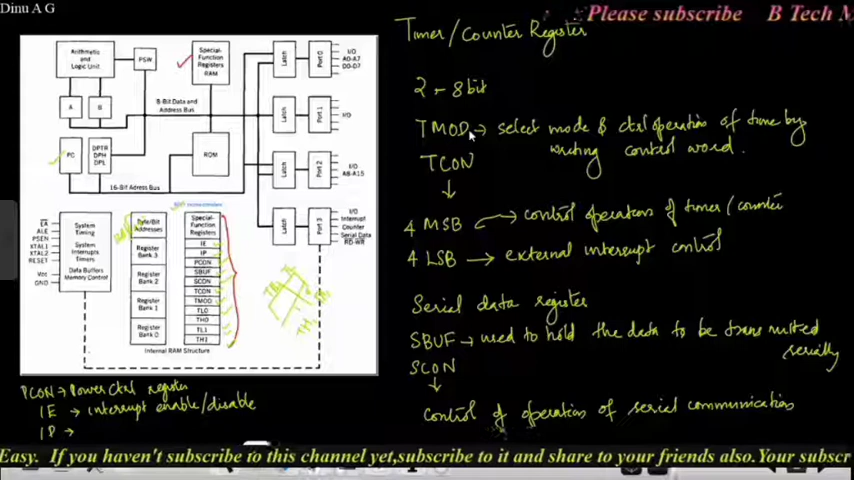 Dinu A G
Please subscribe B Tech M
Timer/Counter Register
2 - 8bit
TMOD → select mode & ctrl operation of time by
writing control word.
TCON
↓
4 MSB → control operations of timer/counter
4 LSB → external interrupt control
Serial data register
SBUF → used to hold the data to be transmitted
serially
SCON
↓
control of operation of serial communication
Arithmetic
and
Logic Unit
PSW
Special-
Function
Registers
RAM
Latch
Port 0
I/O
A0-A7
D0-D7
A
B
8-Bit Data and
Address Bus
Latch
Port 1
I/O
PC
DPTR
DPH
DPL
ROM
Latch
Port 2
I/O
A8-A15
16-Bit Adress Bus
Latch
Port 3
I/O
Interrupt
Counter
Serial Data
RD-WR
EA
ALE
PSEN
XTAL1
XTAL2
RESET
Vcc
GND
System
Timing
System
Interrupts
Timers
Data Buffers
Memory Control
Byte/Bit
Addresses
Register
Bank 3
Register
Bank 2
Register
Bank 1
Register
Bank 0
Special-
Function
Registers
IE
IP
PCON
SBUF
SCON
TCON
TMOD
TL0
TH0
TL1
TH1
Internal RAM Structure
PCON → Power Ctrl register
IE → interrupt enable/disable
IP →
Easy. If you haven't subscribe to this channel yet,subscribe to it and share to your friends also.Your subscr